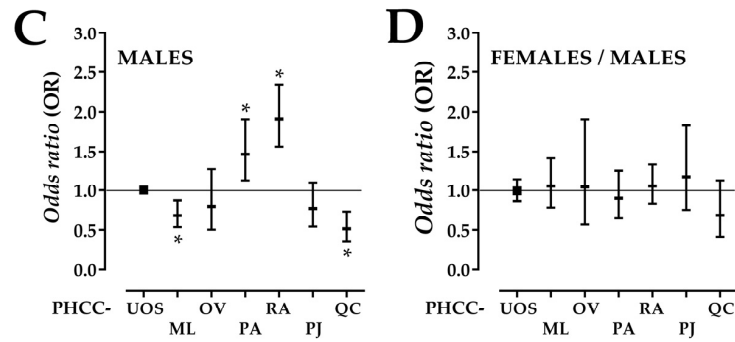 C
MALES
Odds ratio (OR)
3.0
2.5
2.0
1.5
1.0
0.5
0.0
*
*
*
*
PHCC-
UOS
ML
OV
PA
RA
PJ
QC
D
FEMALES / MALES
Odds ratio (OR)
3.0
2.5
2.0
1.5
1.0
0.5
0.0
PHCC-
UOS
ML
OV
PA
RA
PJ
QC